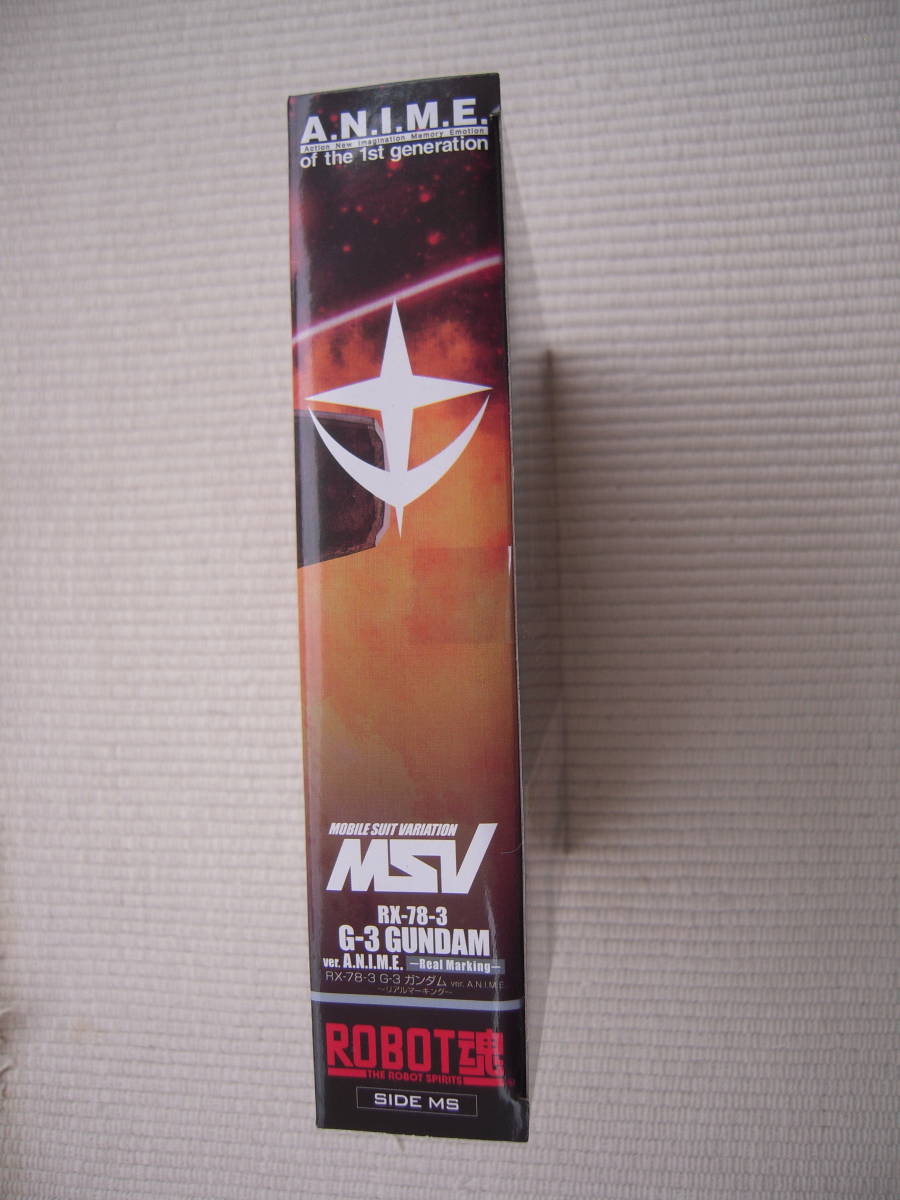 A.N.I.M.E.
Action New Imagination Memory Emotion
of the 1st generation
MOBILE SUIT VARIATION
MSV
RX-78-3
G-3 GUNDAM
ver. A.N.I.M.E. —Real Marking—
RX-78-3 G-3 ガンダム ver. A.N.I.M.E.
～リアルマーキング～
ROBOT魂
THE ROBOT SPIRITS
SIDE MS